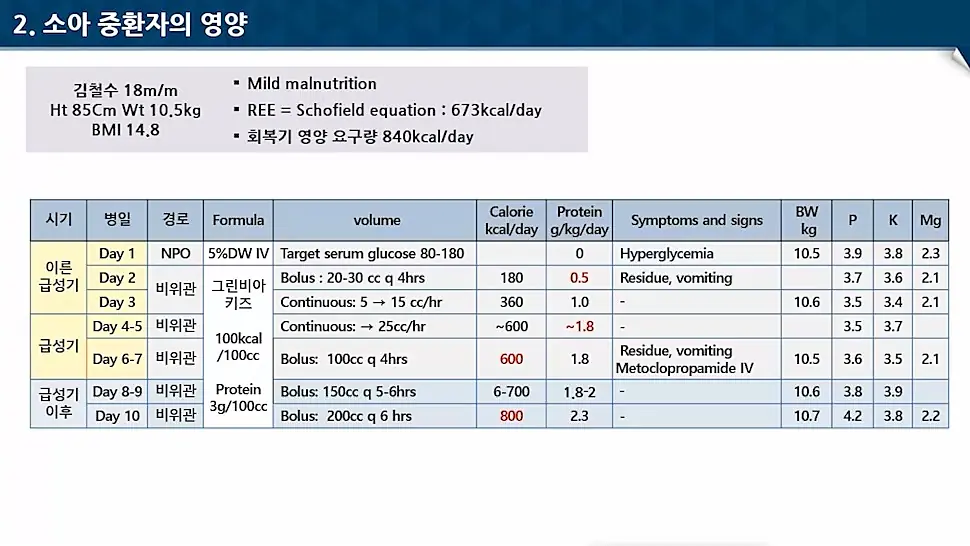 2. 소아 중환자의 영양
김철수 18m/m
Ht 85Cm Wt 10.5kg
BMI 14.8
▪ Mild malnutrition
▪ REE = Schofield equation : 673kcal/day
▪ 회복기 영양 요구량 840kcal/day
시기 병일 경로 Formula volume Calorie kcal/day Protein g/kg/day Symptoms and signs BW kg P K Mg
이른 급성기 Day 1 NPO 5%DW IV Target serum glucose 80-180 0 Hyperglycemia 10.5 3.9 3.8 2.3
Day 2 비위관 그린비아 키즈 Bolus : 20-30 cc q 4hrs 180 0.5 Residue, vomiting 3.7 3.6 2.1
Day 3 Continuous: 5 → 15 cc/hr 360 1.0 - 10.6 3.5 3.4 2.1
급성기 Day 4-5 비위관 100kcal /100cc Continuous: → 25cc/hr ~600 ~1.8 - 3.5 3.7
Day 6-7 비위관 Bolus: 100cc q 4hrs 600 1.8 Residue, vomiting Metoclopramide IV 10.5 3.6 3.5 2.1
급성기 이후 Day 8-9 비위관 Protein 3g/100cc Bolus: 150cc q 5-6hrs 6-700 1.8-2 - 10.6 3.8 3.9
Day 10 비위관 Bolus: 200cc q 6 hrs 800 2.3 - 10.7 4.2 3.8 2.2